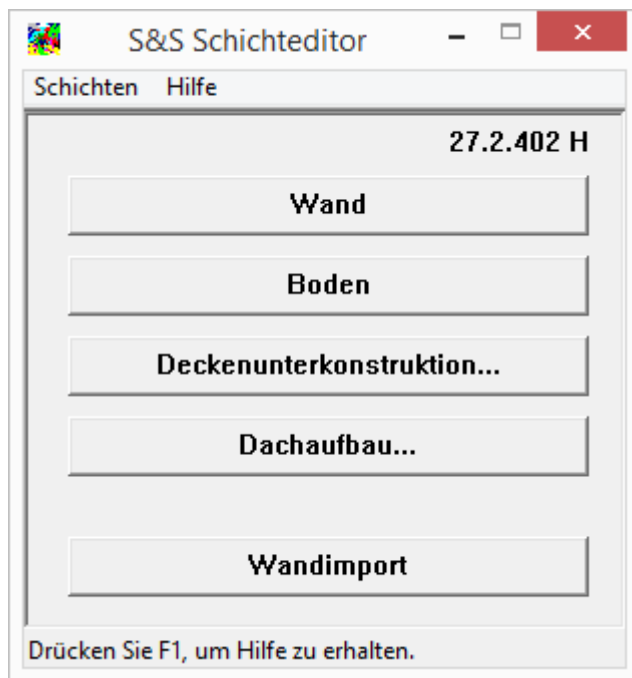 S&S Schichteditor
Schichten Hilfe
27.2.402 H
Wand
Boden
Deckenunterkonstruktion...
Dachaufbau...
Wandimport
Drücken Sie F1, um Hilfe zu erhalten.